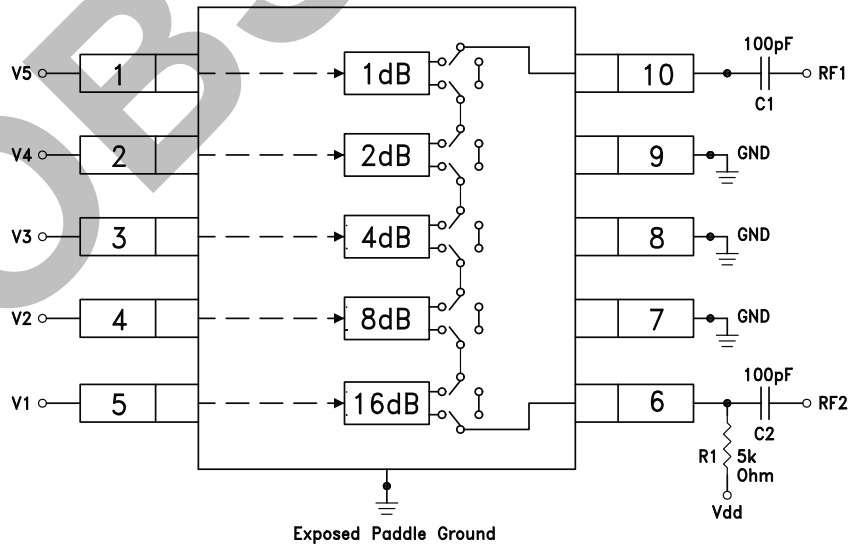 V5 1 1dB 10 100pF C1 RF1
V4 2 2dB 9 GND
V3 3 4dB 8 GND
V2 4 8dB 7 GND
V1 5 16dB 6 100pF C2 RF2
R1 5k
Ohm
Vdd
Exposed Paddle Ground